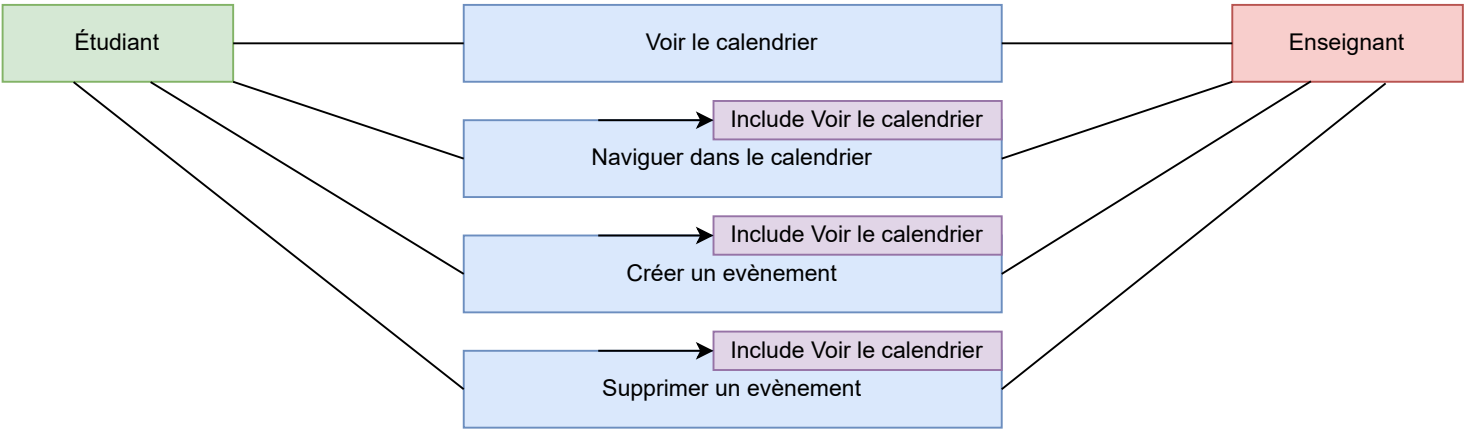 Étudiant
Voir le calendrier
Enseignant
Include Voir le calendrier
Naviguer dans le calendrier
Include Voir le calendrier
Créer un evènement
Include Voir le calendrier
Supprimer un evènement